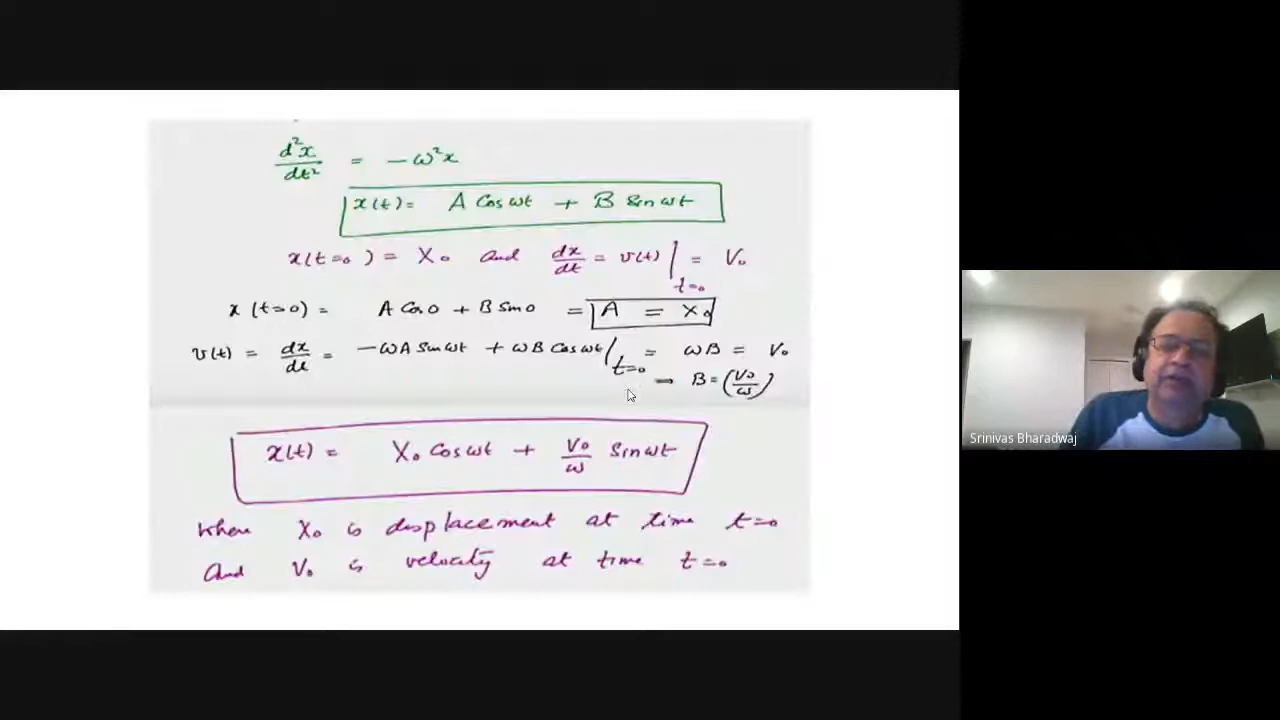 d²x/dt² = -ω²x
x(t) = A Cos ωt + B Sin ωt
x(t=0) = X₀ and dx/dt = v(t)|t=0 = V₀
x(t=0) = A Cos 0 + B Sin 0 = A = X₀
v(t) = dx/dt = -ωA Sin ωt + ωB Cos ωt/t=0 = ωB = V₀
B = (V₀/ω)
x(t) = X₀ Cos ωt + V₀/ω Sin ωt
Where X₀ is displacement at time t=0
And V₀ is velocity at time t=0
Srinivas Bharadwaj